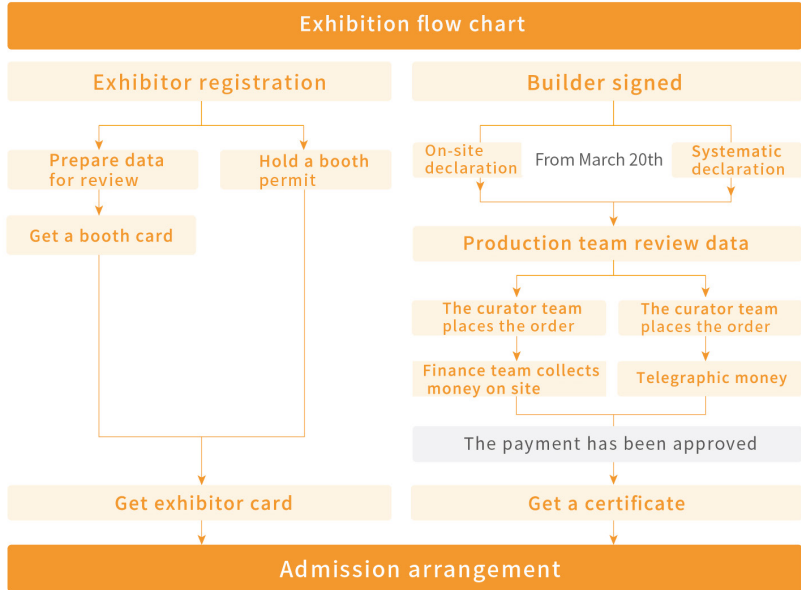 Exhibition flow chart
Exhibitor registration
Prepare data
for review
Hold a booth
permit
Get a booth card
Get exhibitor card
Builder signed
On-site
declaration
From March 20th
Systematic
declaration
Production team review data
The curator team
places the order
The curator team
places the order
Finance team collects
money on site
Telegraphic money
The payment has been approved
Get a certificate
Admission arrangement